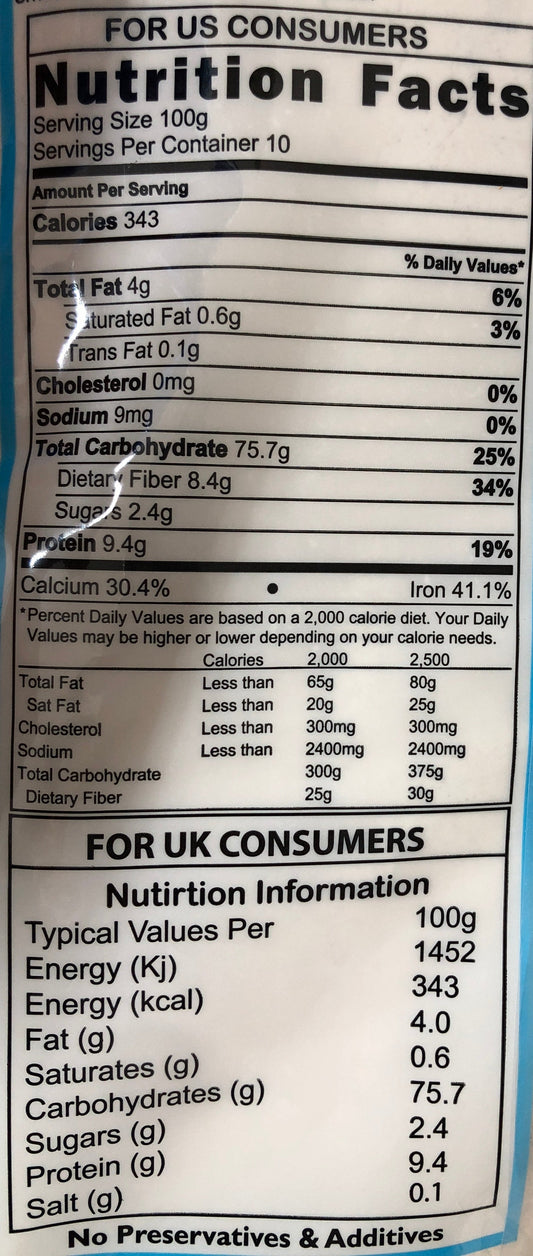 FOR US CONSUMERS
Nutrition Facts
Serving Size 100g
Servings Per Container 10
Amount Per Serving
Calories 343
% Daily Values*
Total Fat 4g 6%
Saturated Fat 0.6g 3%
Trans Fat 0.1g
Cholesterol 0mg 0%
Sodium 9mg 0%
Total Carbohydrate 75.7g 25%
Dietary Fiber 8.4g 34%
Sugars 2.4g
Protein 9.4g 19%
Calcium 30.4% • Iron 41.1%
*Percent Daily Values are based on a 2,000 calorie diet. Your Daily
Values may be higher or lower depending on your calorie needs.
Calories 2,000 2,500
Total Fat Less than 65g 80g
Sat Fat Less than 20g 25g
Cholesterol Less than 300mg 300mg
Sodium Less than 2400mg 2400mg
Total Carbohydrate 300g 375g
Dietary Fiber 25g 30g
FOR UK CONSUMERS
Nutirtion Information
Typical Values Per 100g
Energy (Kj) 1452
Energy (kcal) 343
Fat (g) 4.0
Saturates (g) 0.6
Carbohydrates (g) 75.7
Sugars (g) 2.4
Protein (g) 9.4
Salt (g) 0.1
No Preservatives & Additives